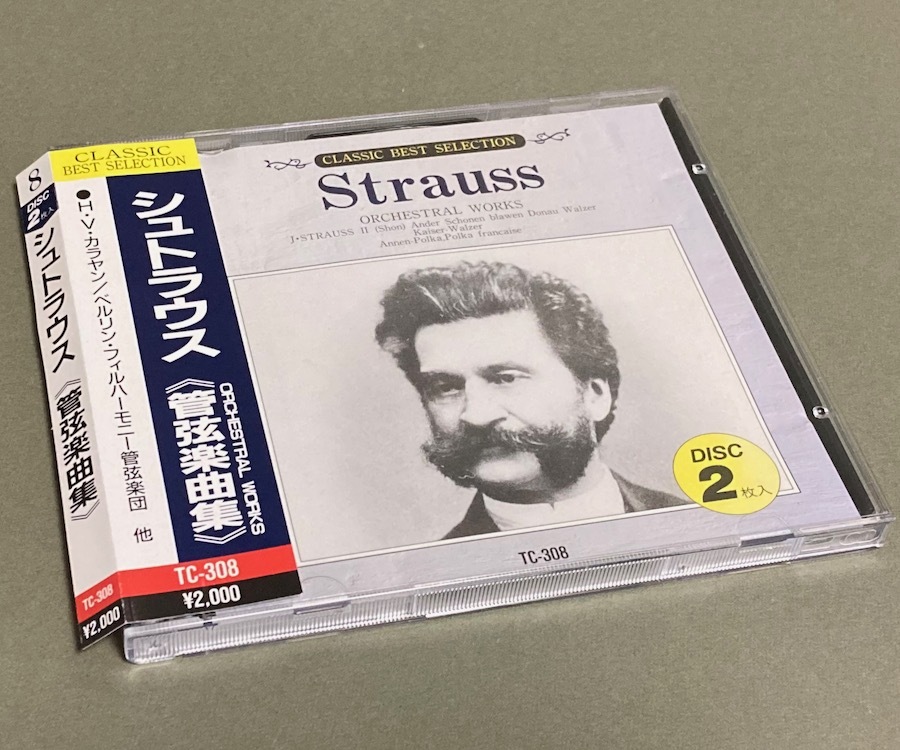 8
DISC
2枚入
シュトラウス
《管弦楽曲集》
TC-308
¥2,000
CLASSIC
BEST SELECTION
●H・V・カラヤン/ベルリン・フィルハーモニー管弦楽団 他
シュトラウス
ORCHESTRAL WORKS
《管弦楽曲集》
TC-308
¥2,000
CLASSIC BEST SELECTION
Strauss
ORCHESTRAL WORKS
J・STRAUSS II (Shon) Ander Schonen blawen Donau Walzer
Kaiser-Walzer
Annen-Polka,Polka francaise
DISC
2枚入
TC-308